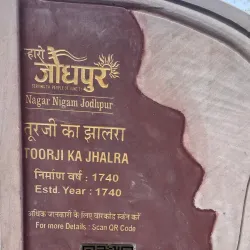 हारो
जोधपुर
Nagar Nigam Jodhpur
तूरजी का झालरा
TOORJI KA JHALRA
निर्माण वर्ष : 1740
Estd. Year : 1740
अधिक जानकारी के लिए क्यारकोड स्केन करें
For more Details : Scan QR Code